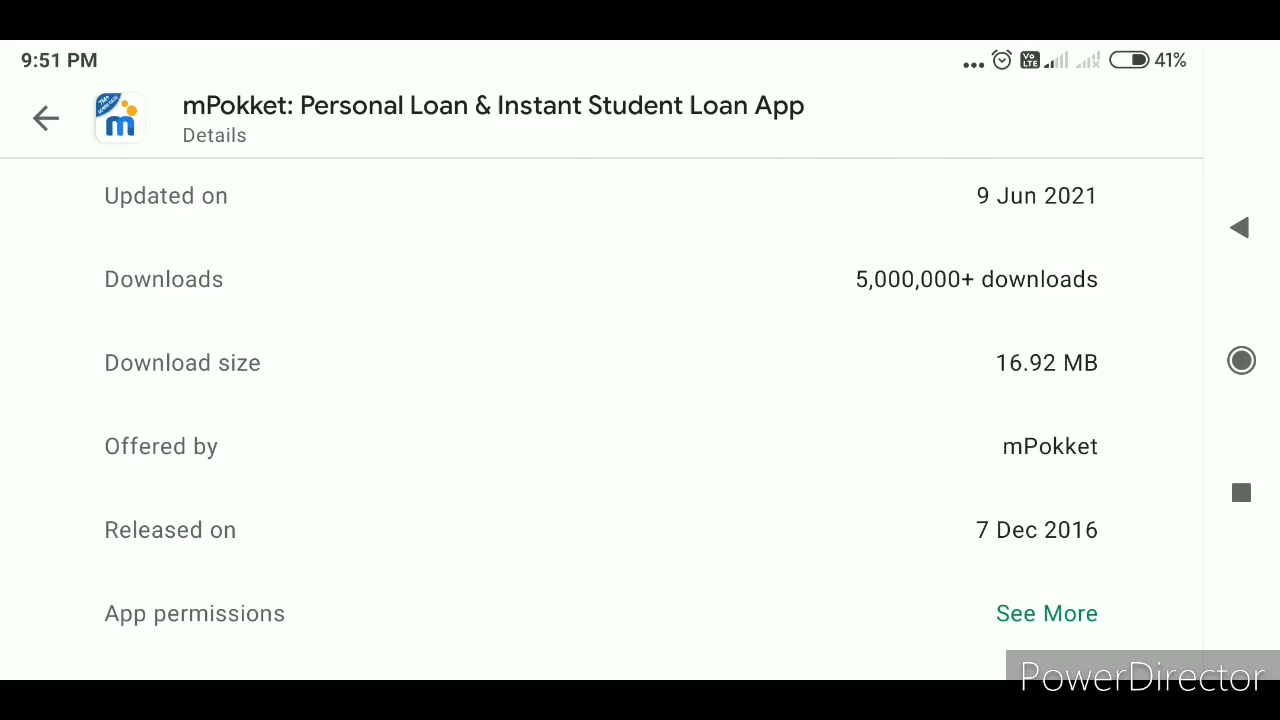 9:51 PM
Vo LTE
41%
mPokket: Personal Loan & Instant Student Loan App
Details
Updated on 9 Jun 2021
Downloads 5,000,000+ downloads
Download size 16.92 MB
Offered by mPokket
Released on 7 Dec 2016
App permissions See More
PowerDirector